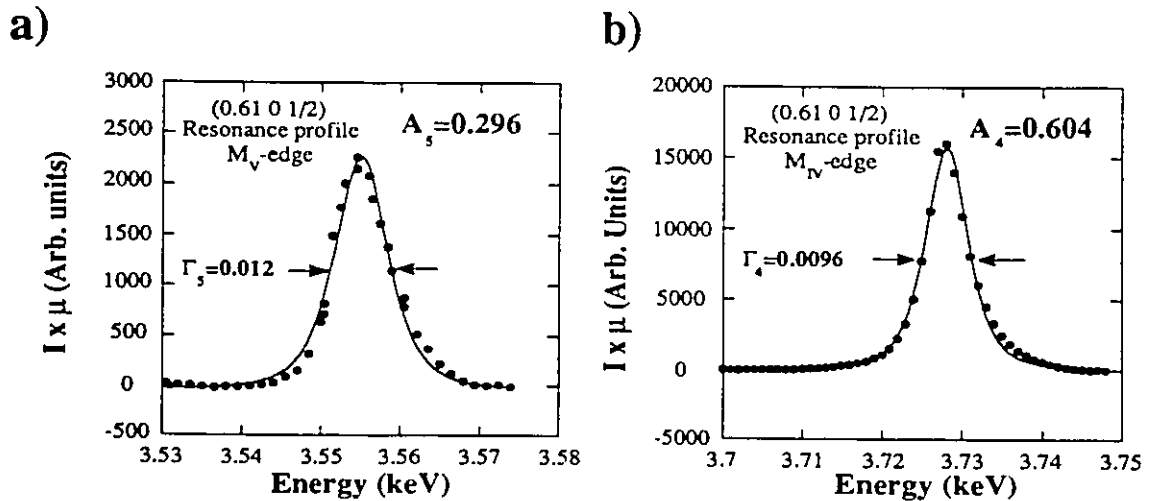 a)
3000
2500
2000
1500
1000
500
0
-500
(0.61 0 1/2)
Resonance profile
M_V-edge
A_5=0.296
Γ_5=0.012
3.53 3.54 3.55 3.56 3.57 3.58
Energy (keV)
I x μ (Arb. units)
b)
20000
15000
10000
5000
0
-5000
(0.61 0 1/2)
Resonance profile
M_IV-edge
A_4=0.604
Γ_4=0.0096
3.7 3.71 3.72 3.73 3.74 3.75
Energy (keV)
I x μ (Arb. Units)